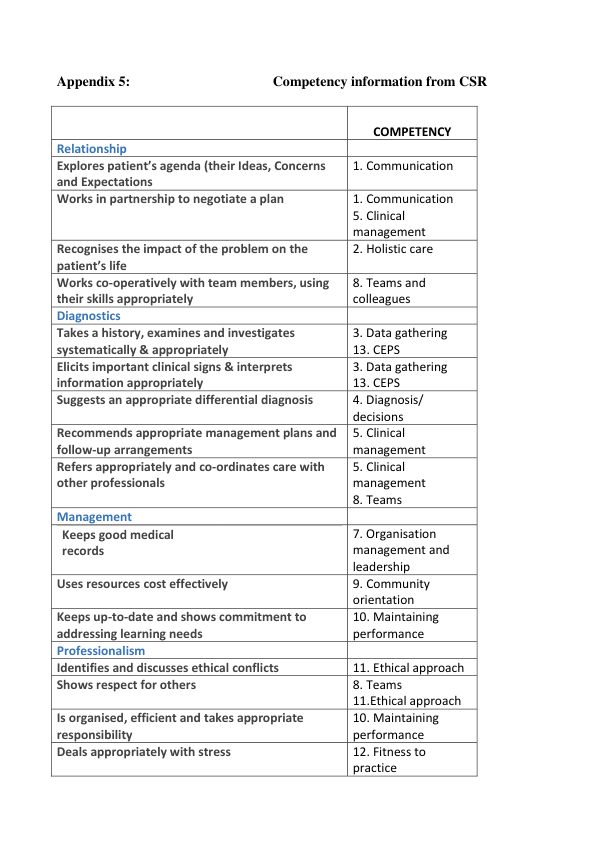 Appendix 5: Competency information from CSR
COMPETENCY
Relationship
Explores patient's agenda (their Ideas, Concerns
and Expectations
1. Communication
Works in partnership to negotiate a plan
1. Communication
5. Clinical
management
Recognises the impact of the problem on the
patient's life
2. Holistic care
Works co-operatively with team members, using
their skills appropriately
8. Teams and
colleagues
Diagnostics
Takes a history, examines and investigates
systematically & appropriately
3. Data gathering
13. CEPS
Elicits important clinical signs & interprets
information appropriately
3. Data gathering
13. CEPS
Suggests an appropriate differential diagnosis
4. Diagnosis/
decisions
Recommends appropriate management plans and
follow-up arrangements
5. Clinical
management
Refers appropriately and co-ordinates care with
other professionals
5. Clinical
management
8. Teams
Management
Keeps good medical
records
7. Organisation
management and
leadership
Uses resources cost effectively
9. Community
orientation
Keeps up-to-date and shows commitment to
addressing learning needs
10. Maintaining
performance
Professionalism
Identifies and discusses ethical conflicts
11. Ethical approach
Shows respect for others
8. Teams
11.Ethical approach
Is organised, efficient and takes appropriate
responsibility
10. Maintaining
performance
Deals appropriately with stress
12. Fitness to
practice